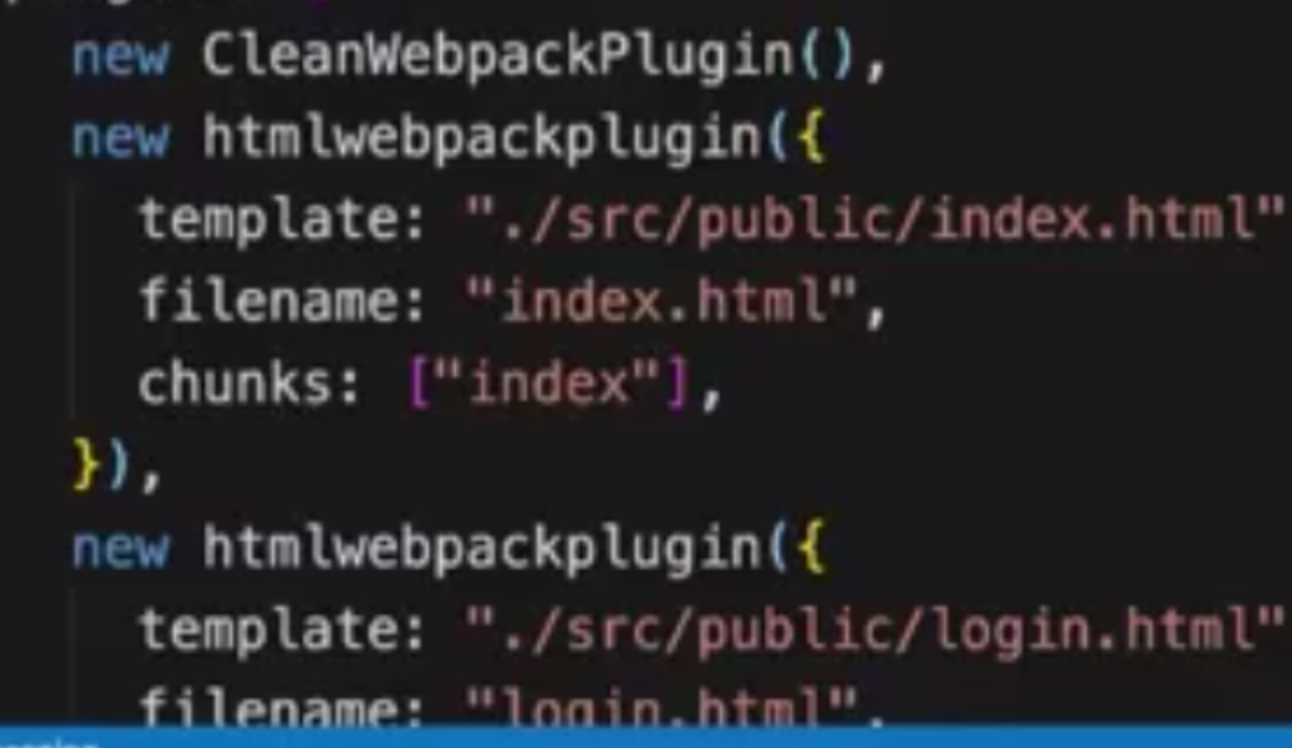 new CleanWebpackPlugin(),
new htmlwebpackplugin({
template: "./src/public/index.html"
filename: "index.html",
chunks: ["index"],
}),
new htmlwebpackplugin({
template: "./src/public/login.html"
filename: "login.html",